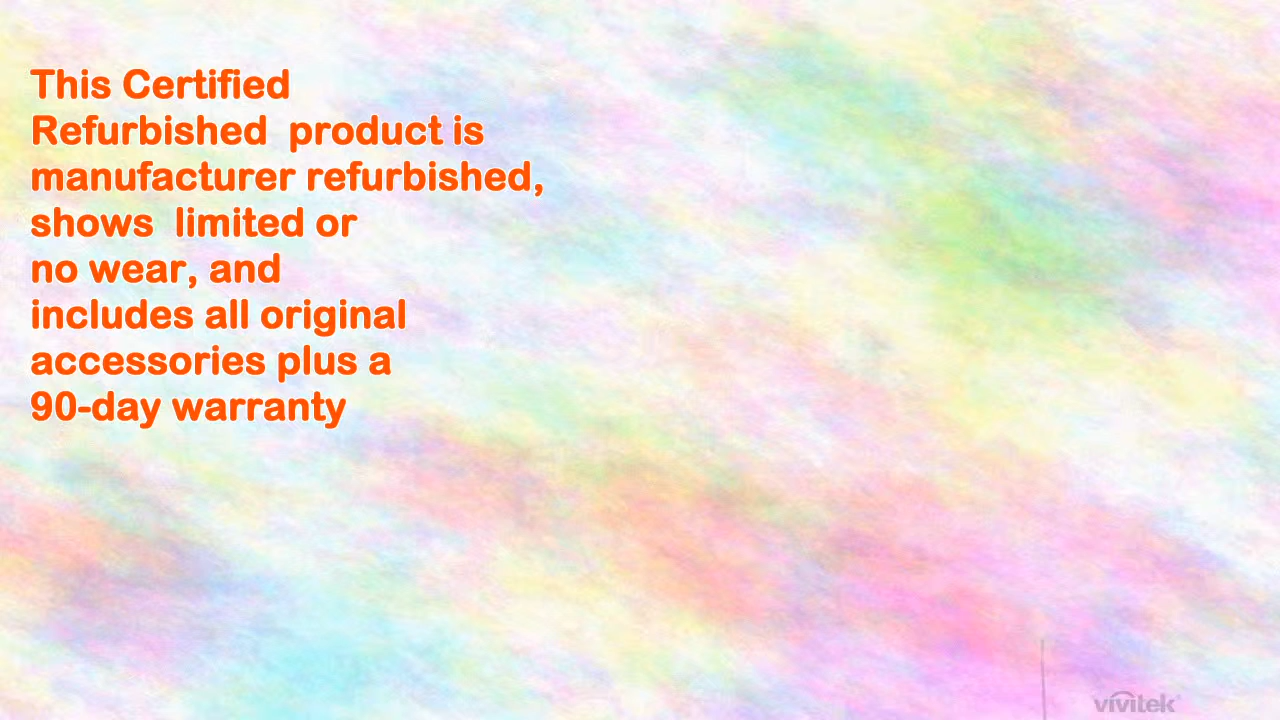 This Certified
Refurbished  product is
manufacturer refurbished,
shows  limited or
no wear, and
includes all original
accessories plus a
90-day warranty
vivitek®